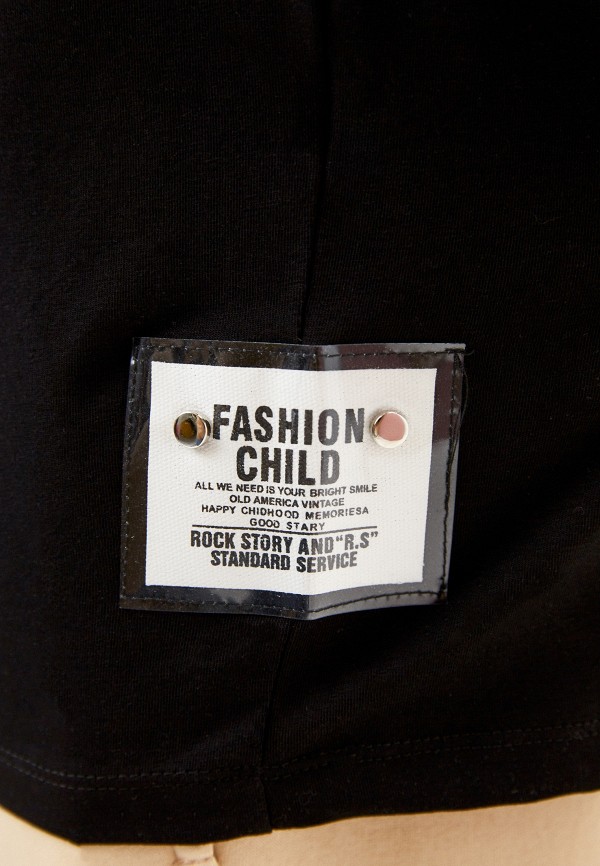 FASHION
CHILD
ALL WE NEED IS YOUR BRIGHT SMILE
OLD AMERICA VINTAGE
HAPPY CHIDHOOD MEMORIESA
GOOD STARY
ROCK STORY AND "R.S"
STANDARD SERVICE